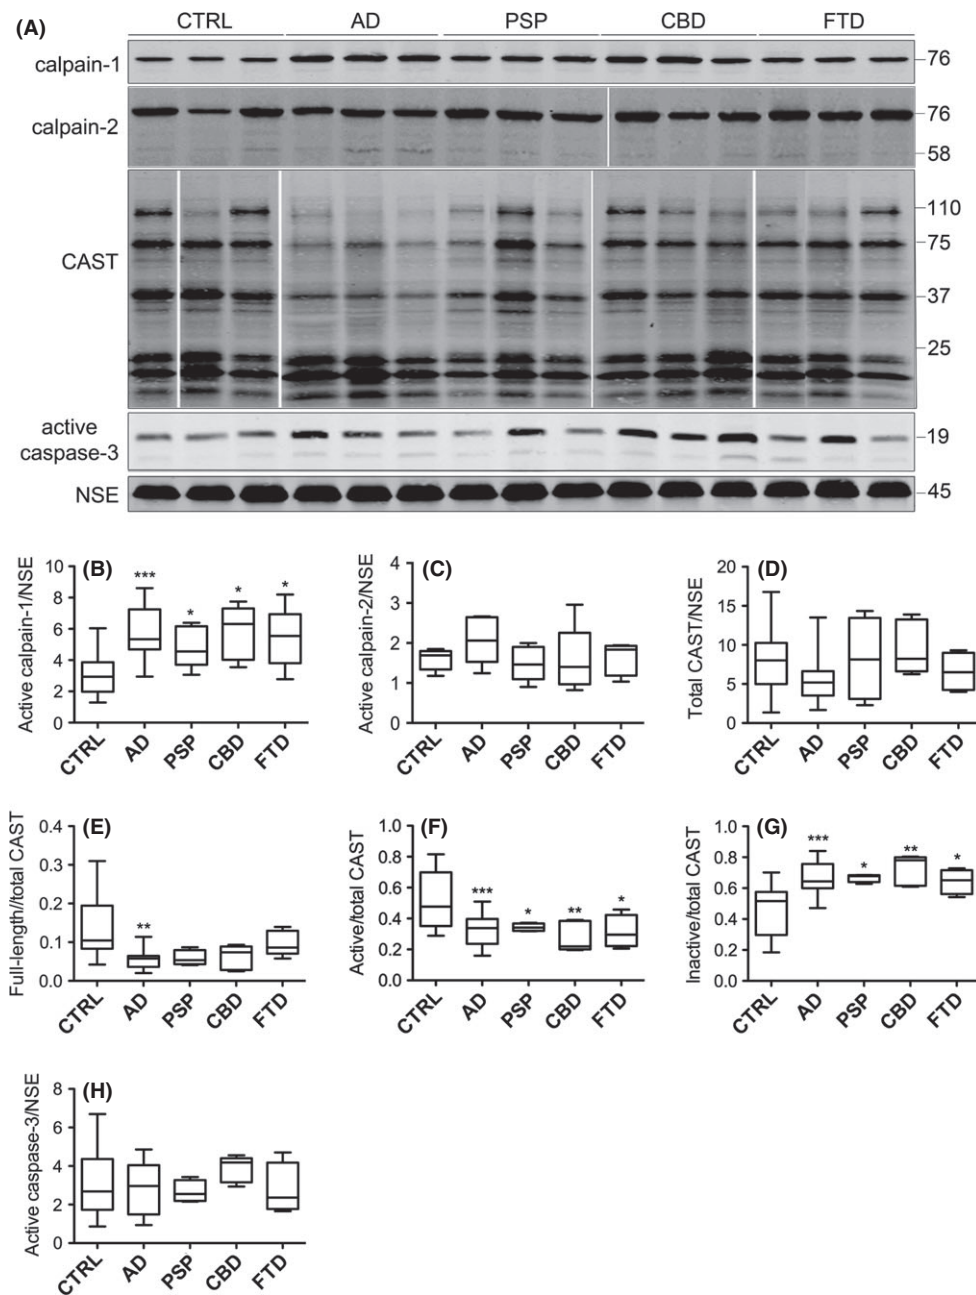 (A)
CTRL AD PSP CBD FTD
calpain-1 76
calpain-2 76
58
CAST 110
75
37
25
active caspase-3 19
NSE 45
(B)
Active calpain-1/NSE
10
8
6
4
2
0
*** * * *
CTRL AD PSP CBD FTD
(C)
Active calpain-2/NSE
4
3
2
1
0
CTRL AD PSP CBD FTD
(D)
Total CAST/NSE
20
15
10
5
0
CTRL AD PSP CBD FTD
(E)
Full-length//total CAST
0.4
0.3
0.2
0.1
0.0
**
CTRL AD PSP CBD FTD
(F)
Active/total CAST
1.0
0.8
0.6
0.4
0.2
0.0
*** * ** *
CTRL AD PSP CBD FTD
(G)
Inactive/total CAST
1.0
0.8
0.6
0.4
0.2
0.0
*** * ** *
CTRL AD PSP CBD FTD
(H)
Active caspase-3/NSE
8
6
4
2
0
CTRL AD PSP CBD FTD